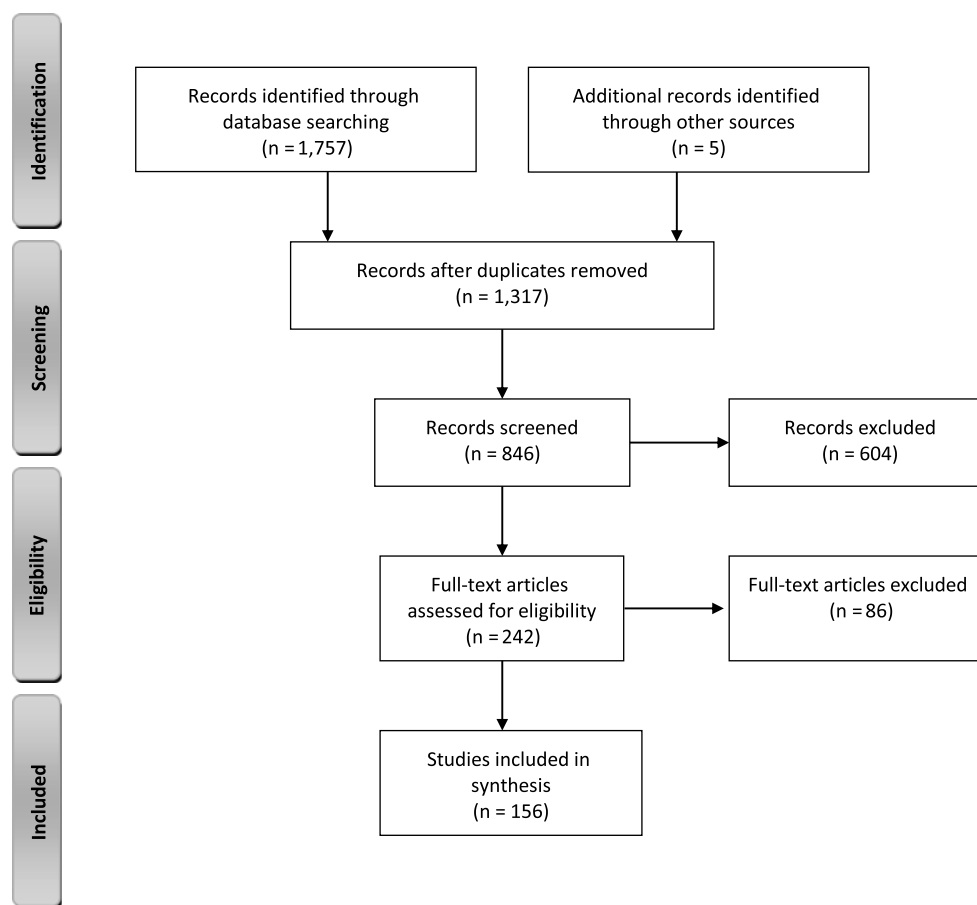 Identification
Records identified through
database searching
(n = 1,757)
Additional records identified
through other sources
(n = 5)
Screening
Records after duplicates removed
(n = 1,317)
Records screened
(n = 846)
Records excluded
(n = 604)
Eligibility
Full-text articles
assessed for eligibility
(n = 242)
Full-text articles excluded
(n = 86)
Included
Studies included in
synthesis
(n = 156)